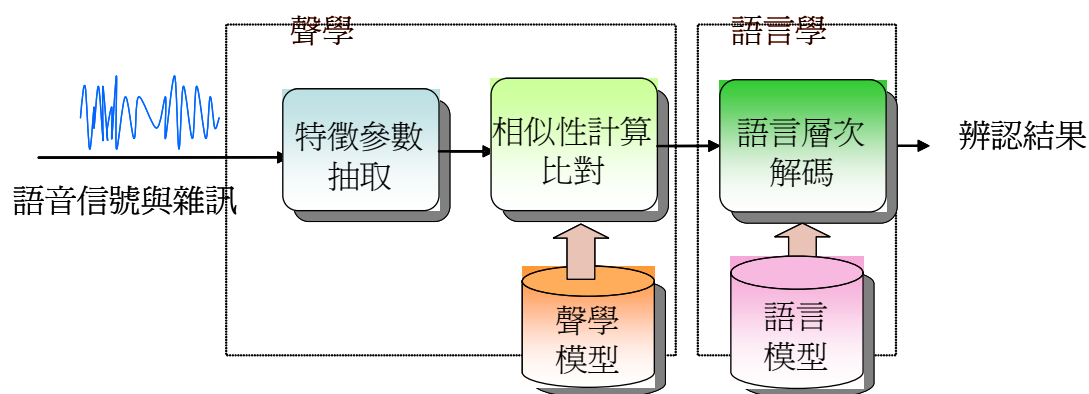 聲學
語言學
特徵參數
抽取
相似性計算
比對
語言層次
解碼
辨認結果
語音信號與雜訊
聲學
模型
語言
模型